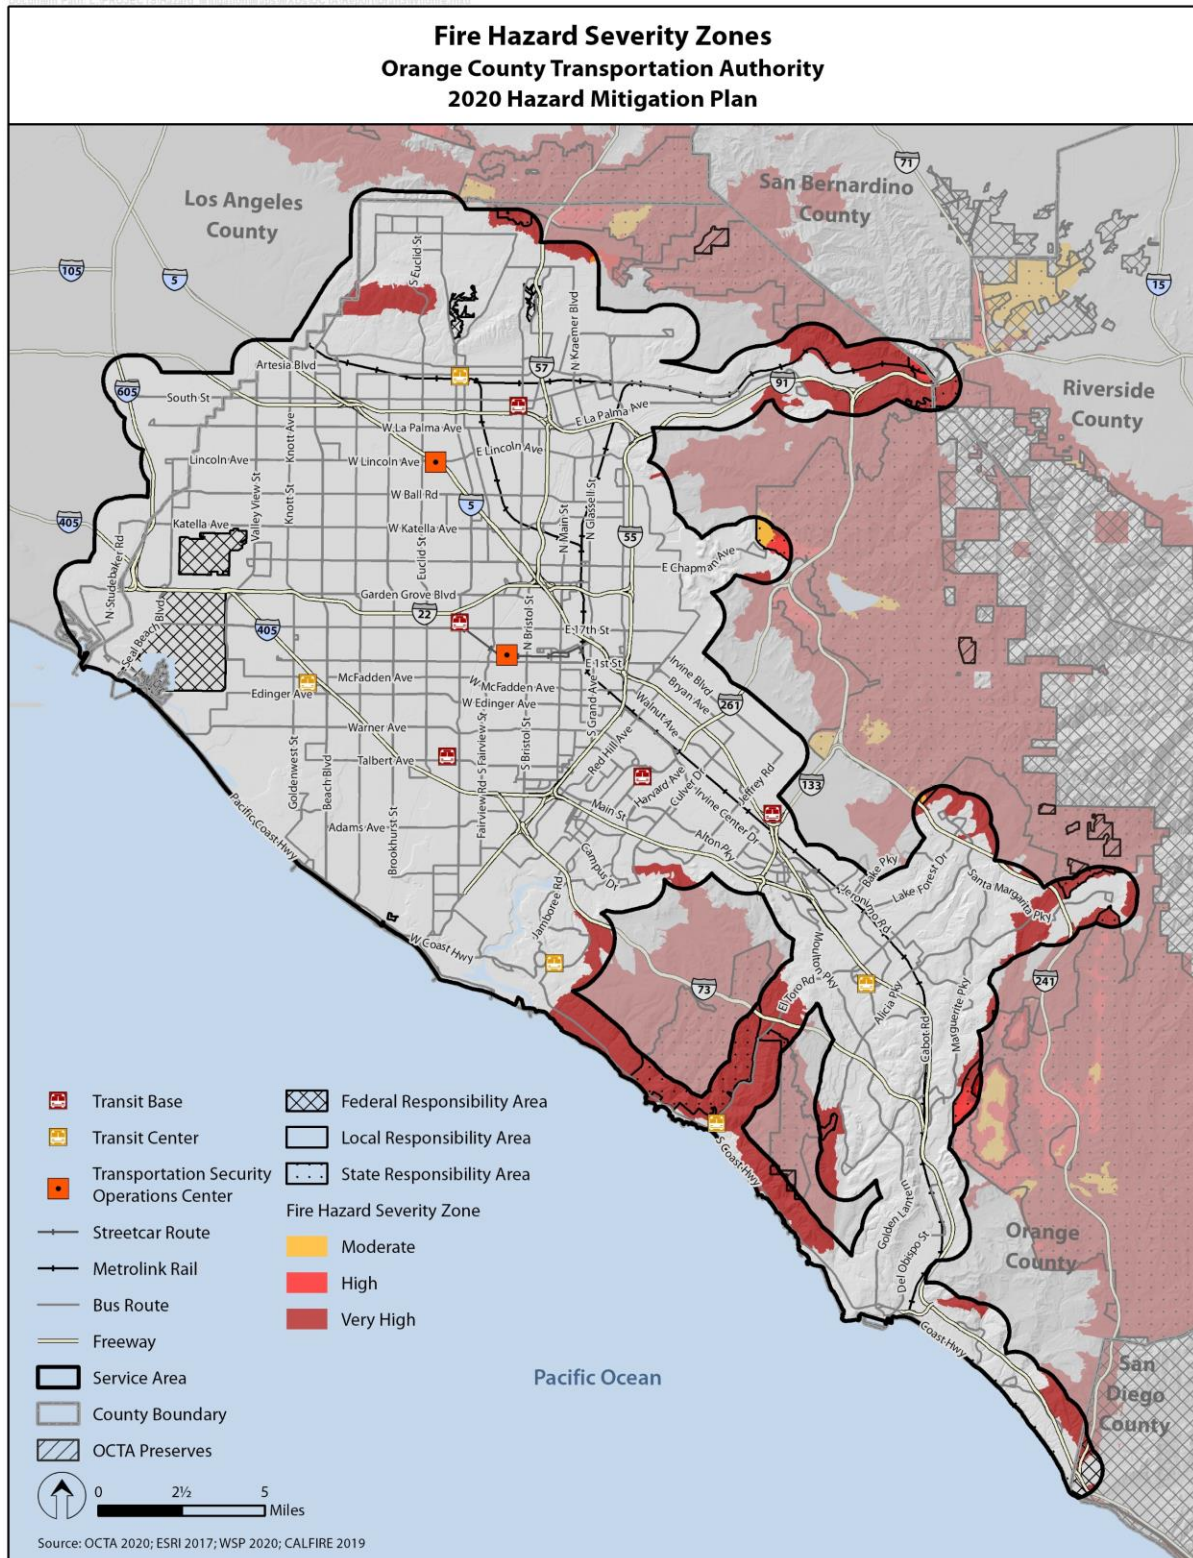 Fire Hazard Severity Zones
Orange County Transportation Authority
2020 Hazard Mitigation Plan
Los Angeles
County
San Bernardino
County
71
105
5
15
S Euclid St
N Kraemer Blvd
57
Artesia Blvd
91
605
South St
Riverside
County
E La Palma Ave
W La Palma Ave
Knott Ave
E Lincoln Ave
Lincoln Ave
W Lincoln Ave
Valley View St
Knott St
W Ball Rd
5
N Glassell St
405
Katella Ave
W Katella Ave
N Main St
55
Euclid St
E Chapman Ave
N Studebaker Rd
Garden Grove Blvd
22
Seal Beach Blvd
405
N Bristol St
E 17th St
E 1st St
Irvine Blvd
McFadden Ave
W McFadden Ave
Bryan Ave
Edinger Ave
W Edinger Ave
261
Walnut Ave
Warner Ave
S Grand Ave
S Bristol St
S Fairview St
Red Hill Ave
Talbert Ave
Goldenwest St
Beach Blvd
Harvard Ave
Culver Dr
Jeffrey Rd
133
Fairview Rd
Main St
Irvine Center Dr
Pacific Coast Hwy
Adams Ave
Brookhurst St
Alton Pky
Campus Dr
Bake Pky
Lake Forest Dr
Santa Margarita Pky
Jeronimo Rd
Jamboree Rd
W Coast Hwy
Moulton Pky
73
El Toro Rd
241
Alicia Pky
Marguerite Pky
Cabot Rd
S Coast Hwy
Golden Lantern
Del Obispo St
Orange
County
Coast Hwy
San
Diego
County
Pacific Ocean
Transit Base
Transit Center
Transportation Security
Operations Center
Streetcar Route
Metrolink Rail
Bus Route
Freeway
Service Area
County Boundary
OCTA Preserves
Federal Responsibility Area
Local Responsibility Area
State Responsibility Area
Fire Hazard Severity Zone
Moderate
High
Very High
0 2½ 5
Miles
Source: OCTA 2020; ESRI 2017; WSP 2020; CALFIRE 2019